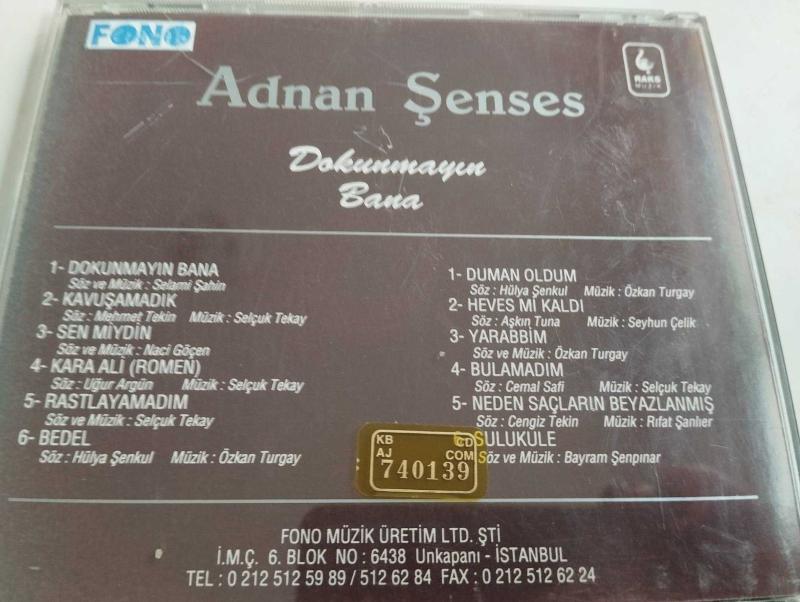 FONO
RAKS
MUZİK
Adnan Şenses
Dokunmayın
Bana
1- DOKUNMAYIN BANA
Söz ve Müzik : Selami Şahin
2- KAVUŞAMADIK
Söz : Mehmet Tekin Müzik : Selçuk Tekay
3- SEN MİYDİN
Söz ve Müzik : Naci Göçen
4- KARA ALİ (ROMEN)
Söz : Uğur Argün Müzik : Selçuk Tekay
5- RASTLAYAMADIM
Söz ve Müzik : Selçuk Tekay
6- BEDEL
Söz : Hülya Şenkul Müzik : Özkan Turgay
1- DUMAN OLDUM
Söz : Hülya Şenkul Müzik : Özkan Turgay
2- HEVES Mİ KALDI
Söz : Aşkın Tuna Müzik : Seyhun Çelik
3- YARABBİM
Söz ve Müzik : Özkan Turgay
4- BULAMADIM
Söz : Cemal Safi Müzik : Selçuk Tekay
5- NEDEN SAÇLARIN BEYAZLANMIŞ
Söz : Cengiz Tekin Müzik : Rıfat Şanlıer
6- SULUKULE
Söz ve Müzik : Bayram Şenpınar
KB CD
AJ COM
740139
FONO MÜZİK ÜRETİM LTD. ŞTİ
İ.M.Ç. 6. BLOK NO : 6438 Unkapanı - İSTANBUL
TEL : 0 212 512 59 89 / 512 62 84 FAX : 0 212 512 62 24